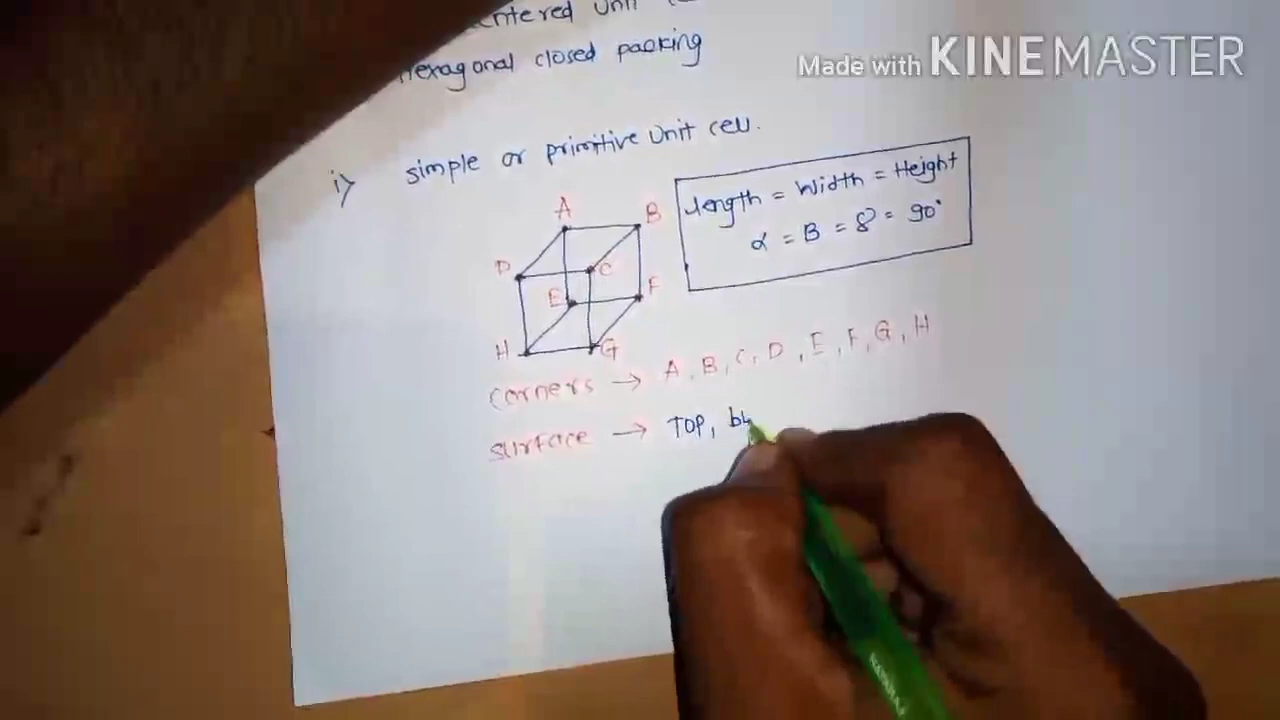 Made with KINEMASTER
Unit
hexagonal closed packing
i) simple or primitive Unit cell.
length = Width = Height
α = B = 8 = 90°
A
B
D
C
E
F
H
G
corners → A, B, C, D, E, F, G, H
surface → TOP,